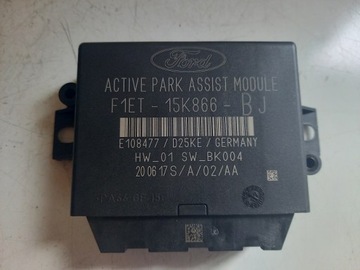 Ford
ACTIVE PARK ASSIST MODULE
F1ET - 15K866 - BJ
E108477 / D25KE / GERMANY
HW_01 SW_BK004
200617S/A/02/AA